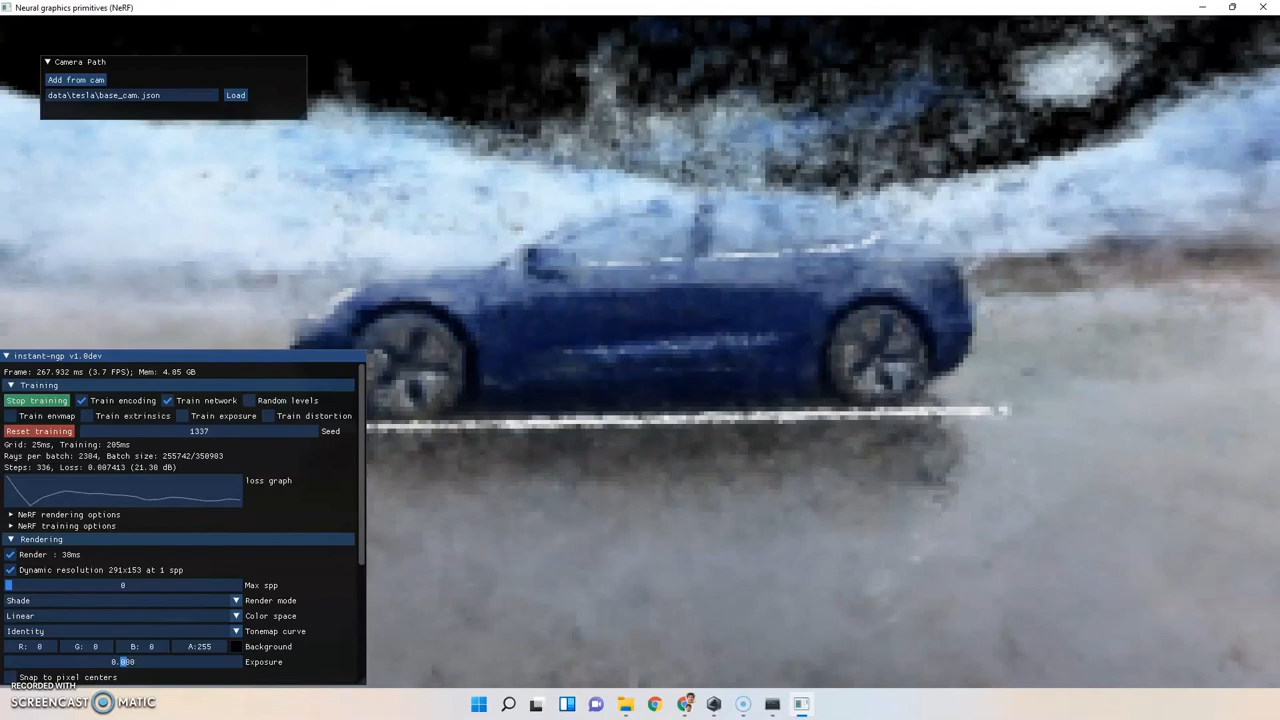 Neural graphics primitives (NeRF)
Camera Path
Add from cam
data\tesla\base_cam.json Load
instant-ngp v1.0dev
Frame: 267.932 ms (3.7 FPS); Mem: 4.85 GB
Training
Stop training Train encoding Train network Random levels
Train envmap Train extrinsics Train exposure Train distortion
Reset training 1337 Seed
Grid: 25ms, Training: 205ms
Rays per batch: 2304, Batch size: 255742/350903
Steps: 336, Loss: 0.007413 (21.30 dB)
loss graph
NeRF rendering options
NeRF training options
Rendering
Render : 38ms
Dynamic resolution 291x153 at 1 spp
0 Max spp
Shade Render mode
Linear Color space
Identity Tonemap curve
R: 0 G: 0 B: 0 A:255 Background
0.000 Exposure
Snap to pixel centers
RECORDED WITH
SCREENCAST MATIC